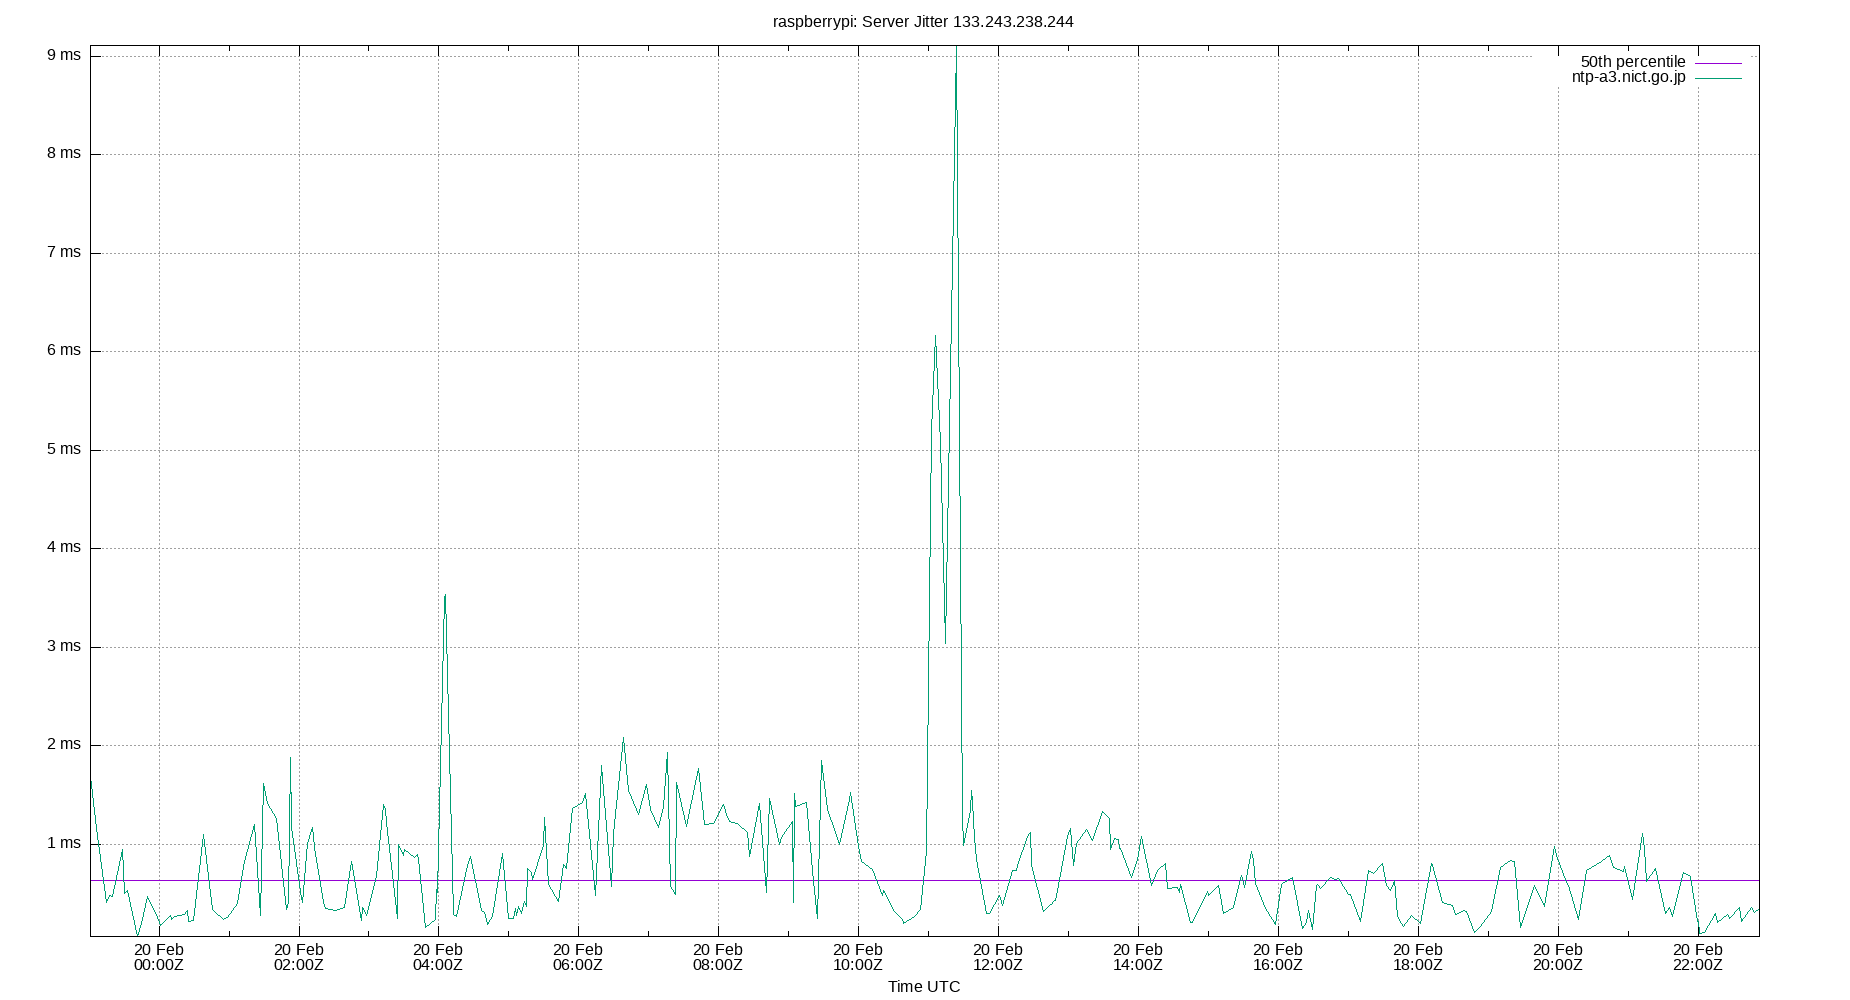 raspberrypi: Server Jitter 133.243.238.244
9 ms
8 ms
7 ms
6 ms
5 ms
4 ms
3 ms
2 ms
1 ms
50th percentile
ntp-a3.nict.go.jp
20 Feb 20 Feb 20 Feb 20 Feb 20 Feb 20 Feb 20 Feb 20 Feb 20 Feb 20 Feb 20 Feb 20 Feb
00:00Z 02:00Z 04:00Z 06:00Z 08:00Z 10:00Z 12:00Z 14:00Z 16:00Z 18:00Z 20:00Z 22:00Z
Time UTC